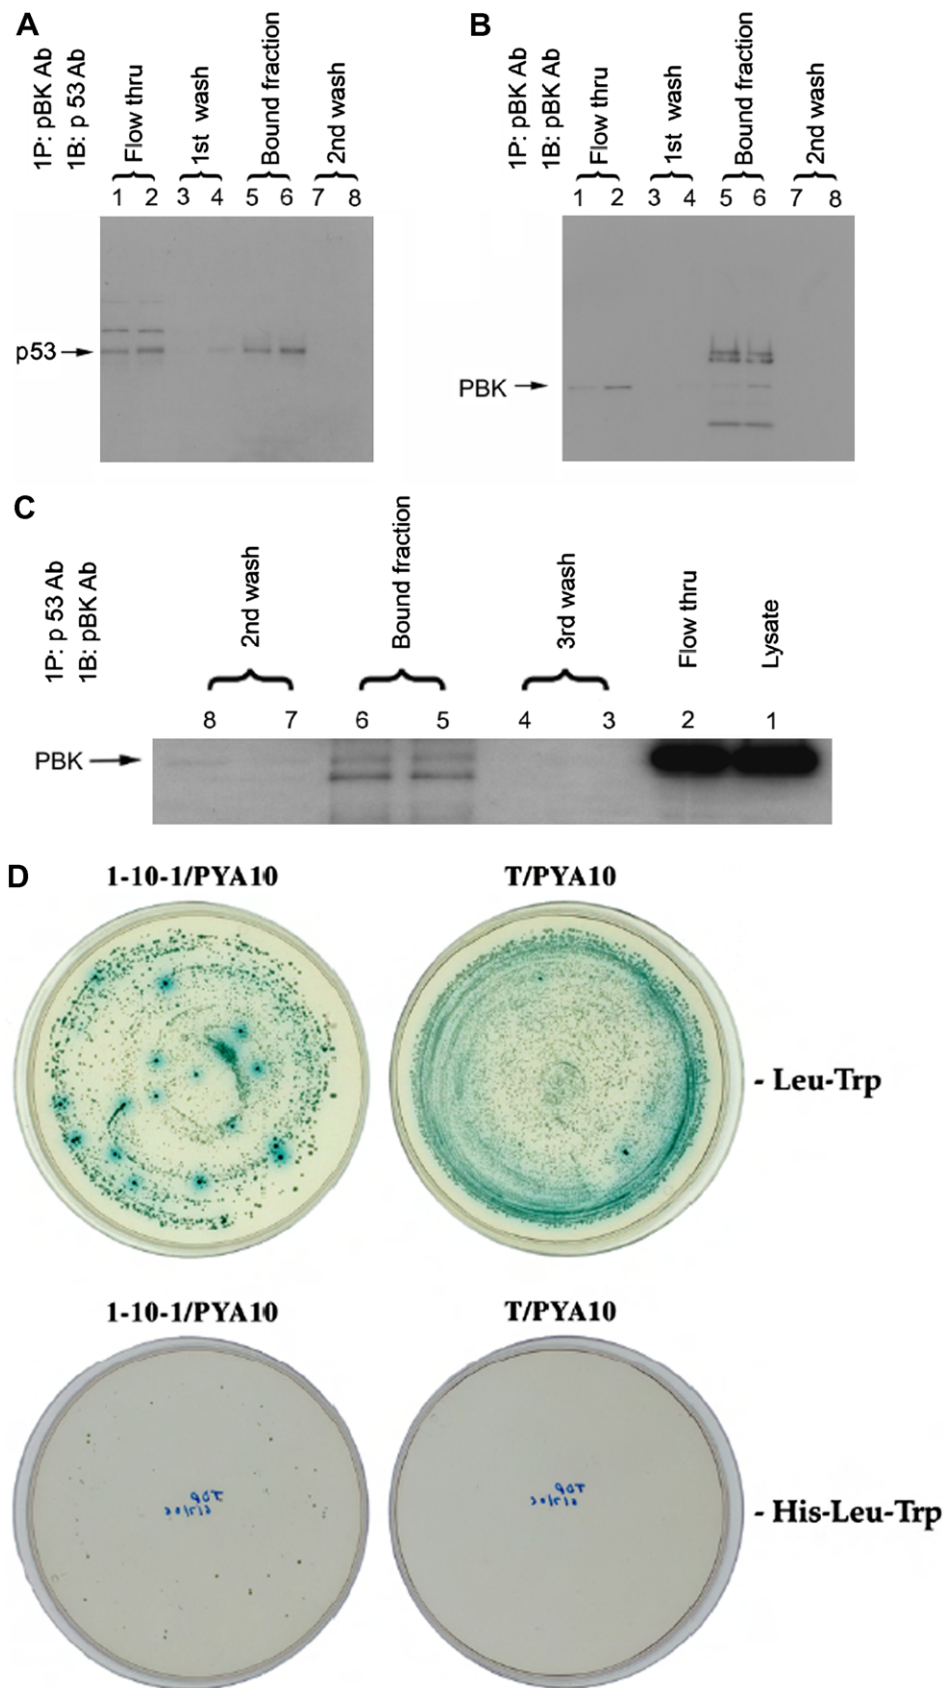 A
1P: pBK Ab
1B: p 53 Ab
Flow thru
1st wash
Bound fraction
2nd wash
1 2 3 4 5 6 7 8
p53
B
1P: pBK Ab
1B: pBK Ab
Flow thru
1st wash
Bound fraction
2nd wash
1 2 3 4 5 6 7 8
PBK
C
1P: p 53 Ab
1B: pBK Ab
2nd wash
Bound fraction
3rd wash
Flow thru
Lysate
8 7 6 5 4 3 2 1
PBK
D
1-10-1/PYA10
T/PYA10
- Leu-Trp
1-10-1/PYA10
T/PYA10
- His-Leu-Trp